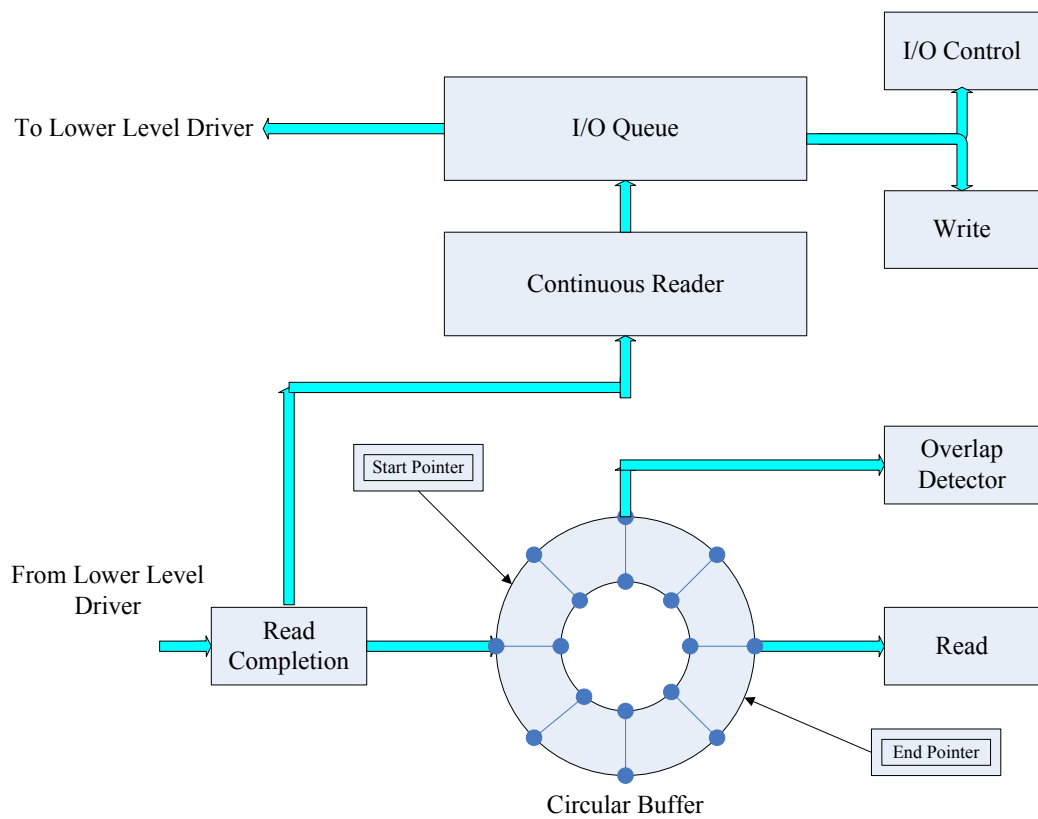 I/O Control
To Lower Level Driver
I/O Queue
Write
Continuous Reader
Start Pointer
Overlap
Detector
From Lower Level
Driver
Read
Completion
Read
End Pointer
Circular Buffer